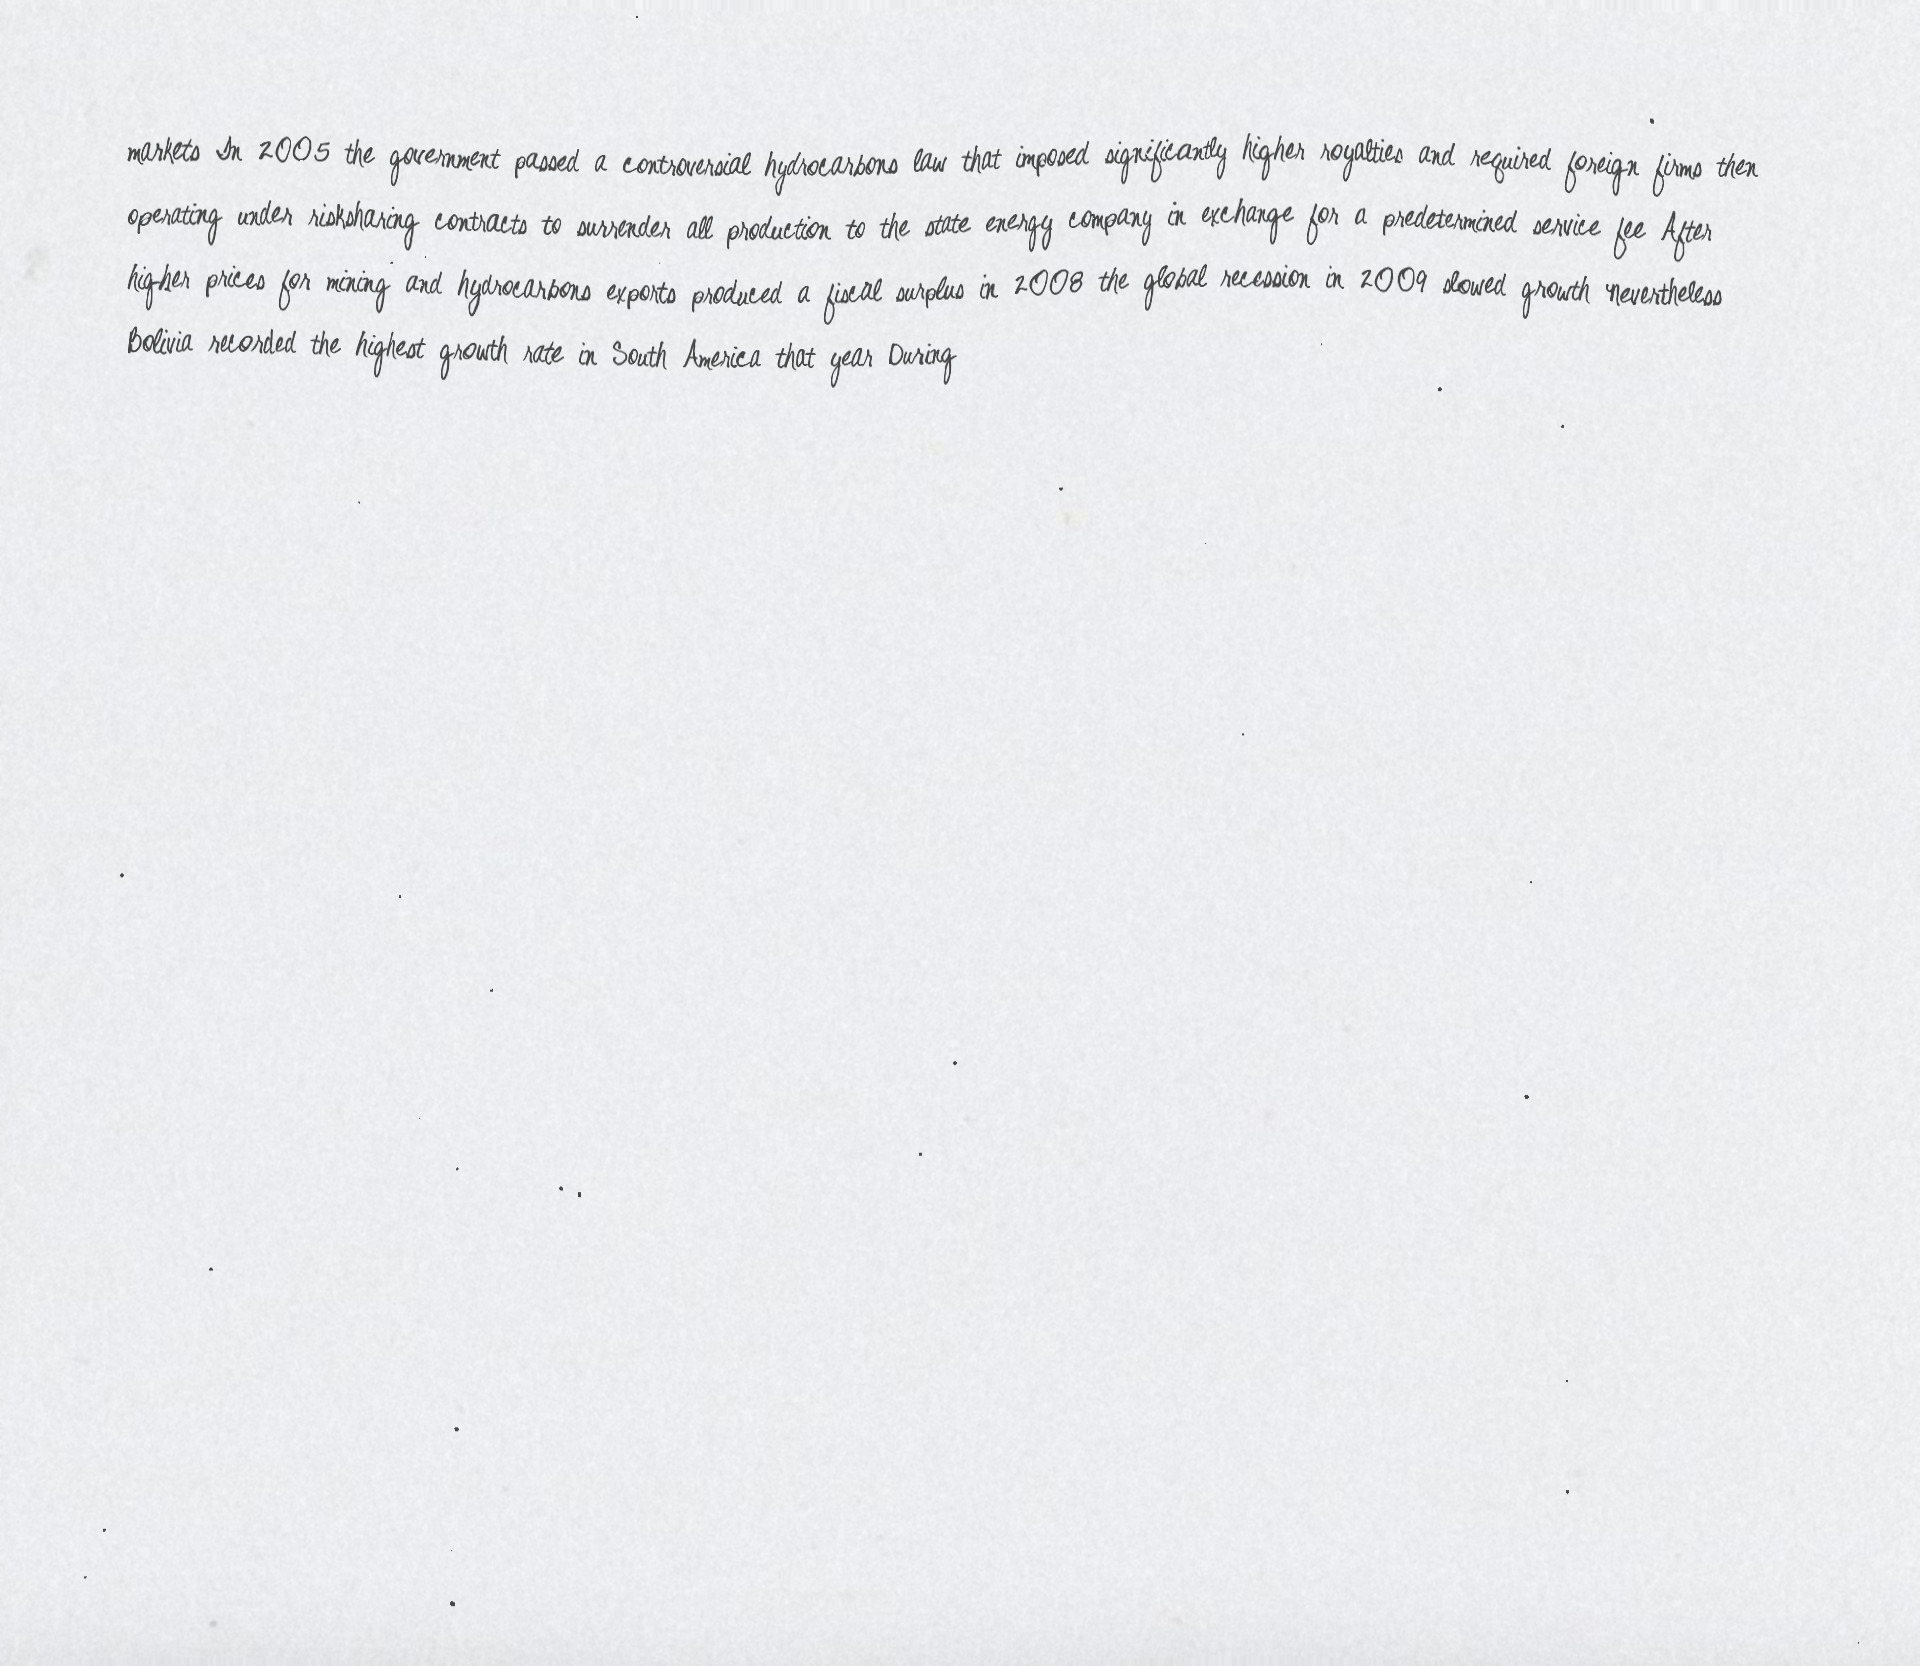 markets In 2005 the government passed a controversial hydrocarbons law that imposed significantly higher royalties and required foreign firms then
operating under risksharing contracts to surrender all production to the state energy company in exchange for a predetermined service fee After
higher prices for mining and hydrocarbons exports produced a fiscal surplus in 2008 the global recession in 2009 slowed growth nevertheless
Bolivia recorded the highest growth rate in South America that year During